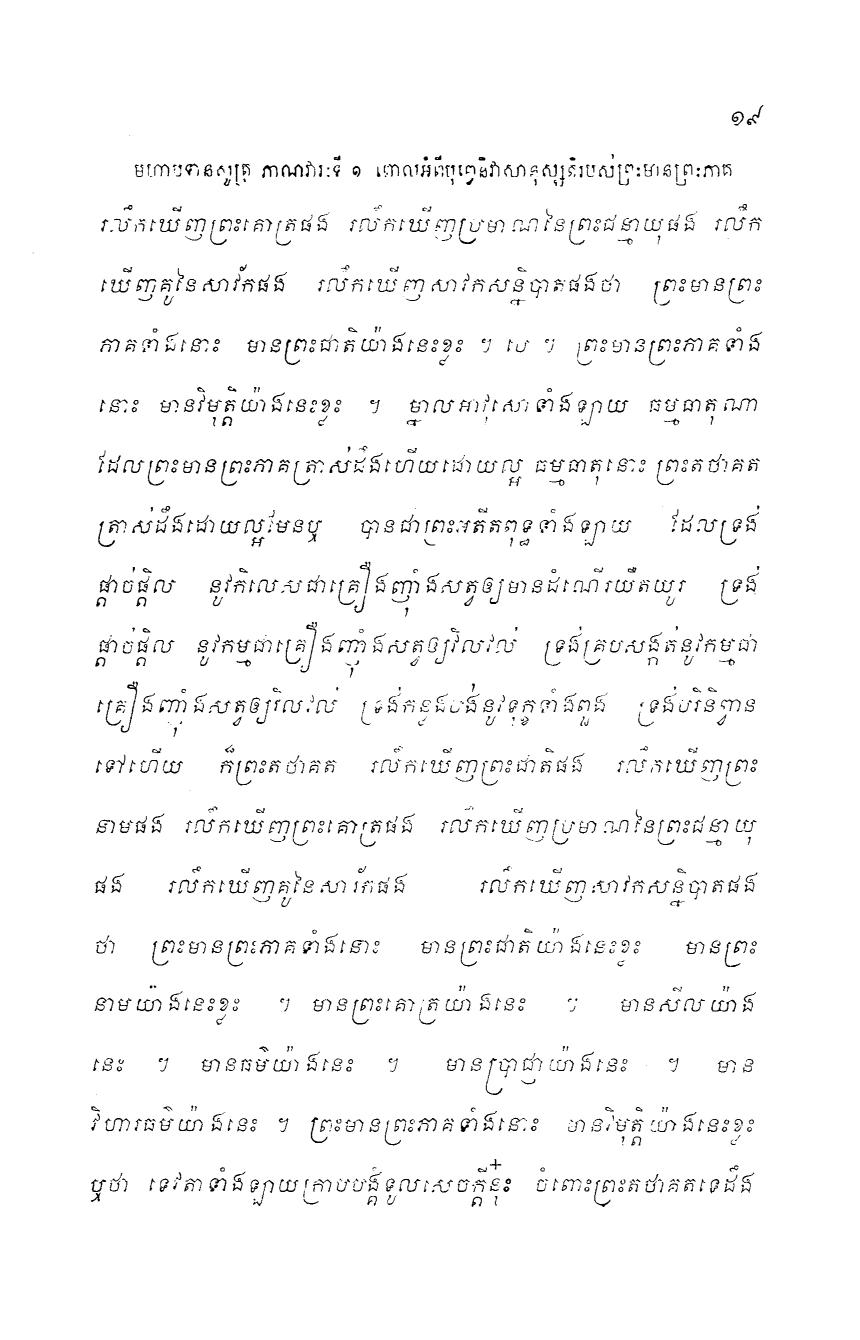 ១៩
មហាបទានសូត្រ ភាណវារៈទី ១ ពោលអំពីបុព្វេនិវាសានុស្សតិរបស់ព្រះមានព្រះភាគ
រលឹកឃើញព្រះគោត្រផង រលឹកឃើញប្រមាណនៃព្រះជន្មាយុផង រលឹក
ឃើញគូនៃសាវ័កផង រលឹកឃើញសាវកសន្និបាតផងថា ព្រះមានព្រះ
ភាគទាំងនោះ មានព្រះជាតិយ៉ាងនេះខ្លះ ។ បេ ។ ព្រះមានព្រះភាគទាំង
នោះ មានវិមុត្តិយ៉ាងនេះខ្លះ ។ ម្នាលអាវុសោទាំងឡាយ ធម្មធាតុណា
ដែលព្រះមានព្រះភាគត្រាស់ដឹងហើយដោយល្អ ធម្មធាតុនោះ ព្រះតថាគត
ត្រាស់ដឹងដោយល្អមែនឬ បានជាព្រះអតីតពុទ្ធទាំងឡាយ ដែលទ្រង់
ផ្តាច់ផ្តិល នូវកិលេសជាគ្រឿងញ៉ាំងសត្វឲ្យមានដំណើរយឺតយូរ ទ្រង់
ផ្តាច់ផ្តិល នូវកម្មជាគ្រឿងញ៉ាំងសត្វឲ្យវិលវល់ ទ្រង់គ្របសង្កត់នូវកម្មជា
គ្រឿងញ៉ាំងសត្វឲ្យវិលវល់ ទ្រង់កន្លងបង់នូវទុក្ខទាំងពួង ទ្រង់បរិនិព្វាន
ទៅហើយ ក៏ព្រះតថាគត រលឹកឃើញព្រះជាតិផង រលឹកឃើញព្រះ
នាមផង រលឹកឃើញព្រះគោត្រផង រលឹកឃើញប្រមាណនៃព្រះជន្មាយុ
ផង រលឹកឃើញគូនៃសាវ័កផង រលឹកឃើញសាវកសន្និបាតផង
ថា ព្រះមានព្រះភាគទាំងនោះ មានព្រះជាតិយ៉ាងនេះខ្លះ មានព្រះ
នាមយ៉ាងនេះខ្លះ ។ មានព្រះគោត្រយ៉ាងនេះ ។ មានសីលយ៉ាង
នេះ ។ មានធម៌យ៉ាងនេះ ។ មានប្រាជ្ញាយ៉ាងនេះ ។ មាន
វិហារធម៌យ៉ាងនេះ ។ ព្រះមានព្រះភាគទាំងនោះ មានវិមុត្តិយ៉ាងនេះខ្លះ
ឬថា ទេវតាទាំងឡាយក្រាបបង្គំទូលសេចក្តីនុ៎ះ ចំពោះព្រះតថាគតទេដឹង